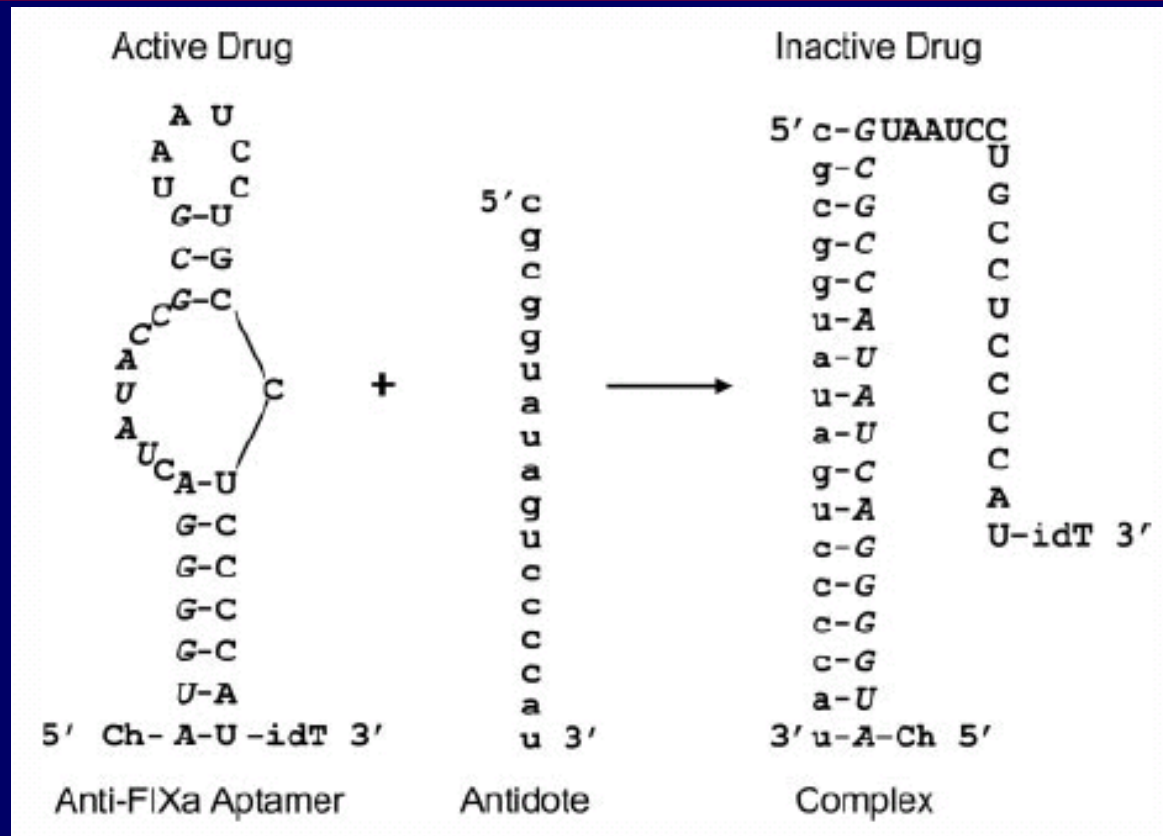 Active Drug
A U
A C
U C
G-U
C-G
G-C
C
C
A
U
C
A
U
C
A-U
G-C
G-C
G-C
G-C
U-A
5' Ch-A-U-idT 3'
Anti-FIXa Aptamer
+
5'c
g
c
g
g
u
a
u
a
g
u
c
c
c
c
a
u 3'
Antidote
Inactive Drug
5'c-GUAAUCC
g-C U
c-G G
g-C C
g-C C
u-A U
a-U C
u-A C
a-U C
g-C C
u-A A
c-G U-idT 3'
c-G
c-G
c-G
a-U
3'u-A-Ch 5'
Complex